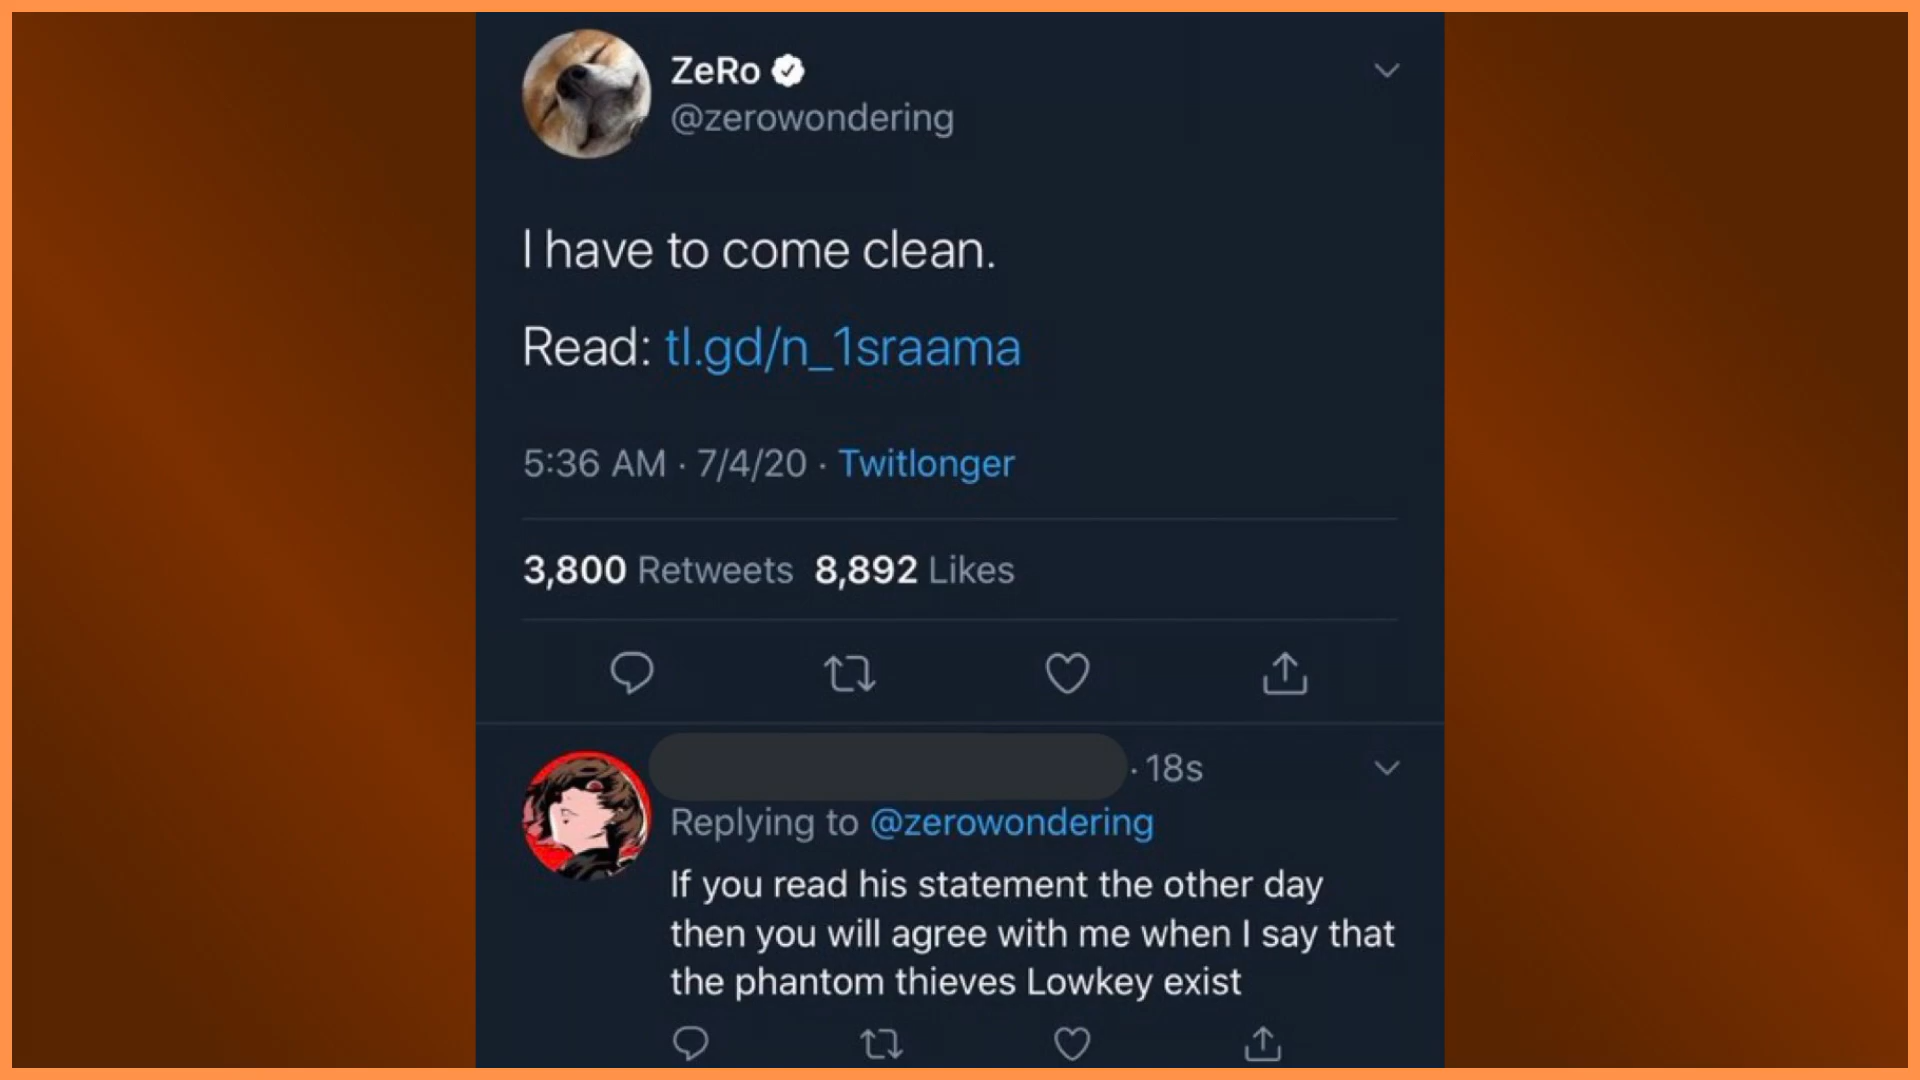 ZeRo
@zerowondering
I have to come clean.
Read: tl.gd/n_1sraama
5:36 AM · 7/4/20 · Twitlonger
3,800 Retweets 8,892 Likes
· 18s
Replying to @zerowondering
If you read his statement the other day
then you will agree with me when I say that
the phantom thieves Lowkey exist